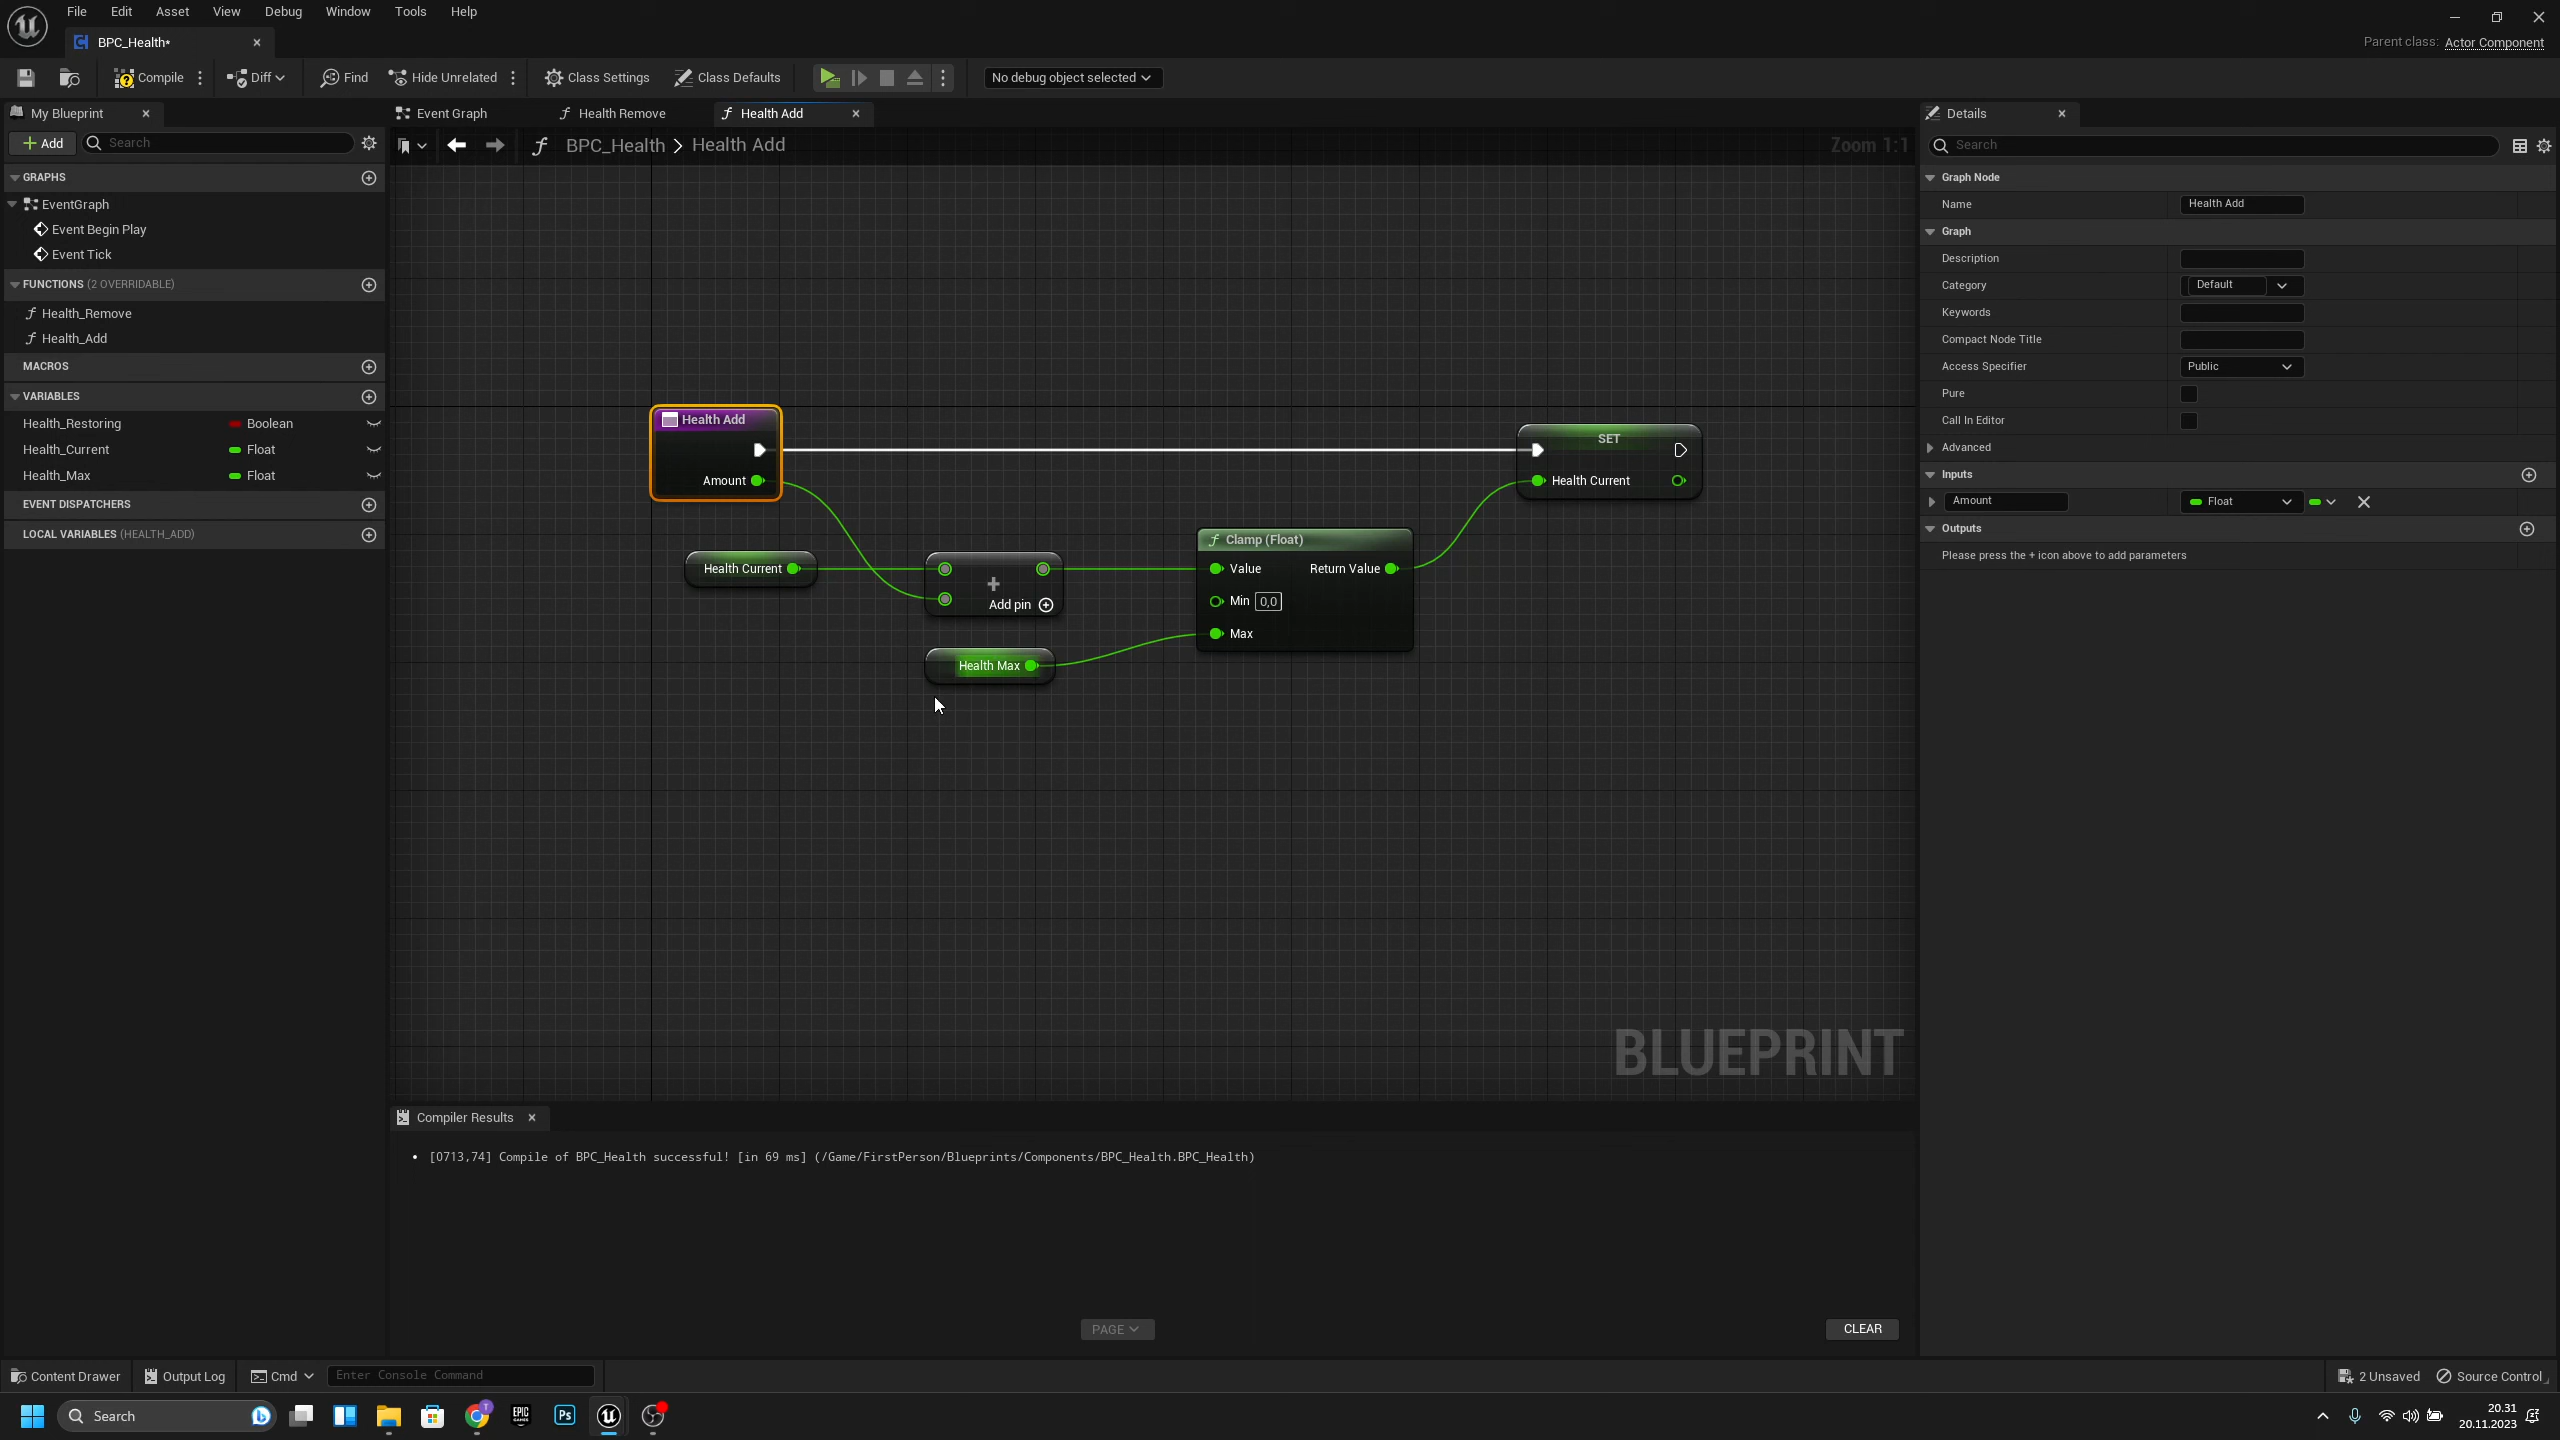 File Edit Asset View Debug Window Tools Help
BPC_Health*
Parent class: Actor Component
Compile Diff Find Hide Unrelated Class Settings Class Defaults No debug object selected
My Blueprint
Event Graph Health Remove Health Add
Details
Add Search
BPC_Health > Health Add
Zoom 1:1
Search
GRAPHS
EventGraph
Event Begin Play
Event Tick
FUNCTIONS (2 OVERRIDABLE)
Health_Remove
Health_Add
MACROS
VARIABLES
Health_Restoring Boolean
Health_Current Float
Health_Max Float
EVENT DISPATCHERS
LOCAL VARIABLES (HEALTH_ADD)
Health Add
Amount
SET
Health Current
Health Current
+
Add pin
Health Max
Clamp (Float)
Value Return Value
Min 0,0
Max
BLUEPRINT
Graph Node
Name Health Add
Graph
Description
Category Default
Keywords
Compact Node Title
Access Specifier Public
Pure
Call In Editor
Advanced
Inputs
Amount Float
Outputs
Please press the + icon above to add parameters
Compiler Results
• [0713,74] Compile of BPC_Health successful! [in 69 ms] (/Game/FirstPerson/Blueprints/Components/BPC_Health.BPC_Health)
PAGE
CLEAR
Content Drawer Output Log Cmd Enter Console Command
2 Unsaved Source Control
Search
EPIC GAMES
Ps
20.31
20.11.2023